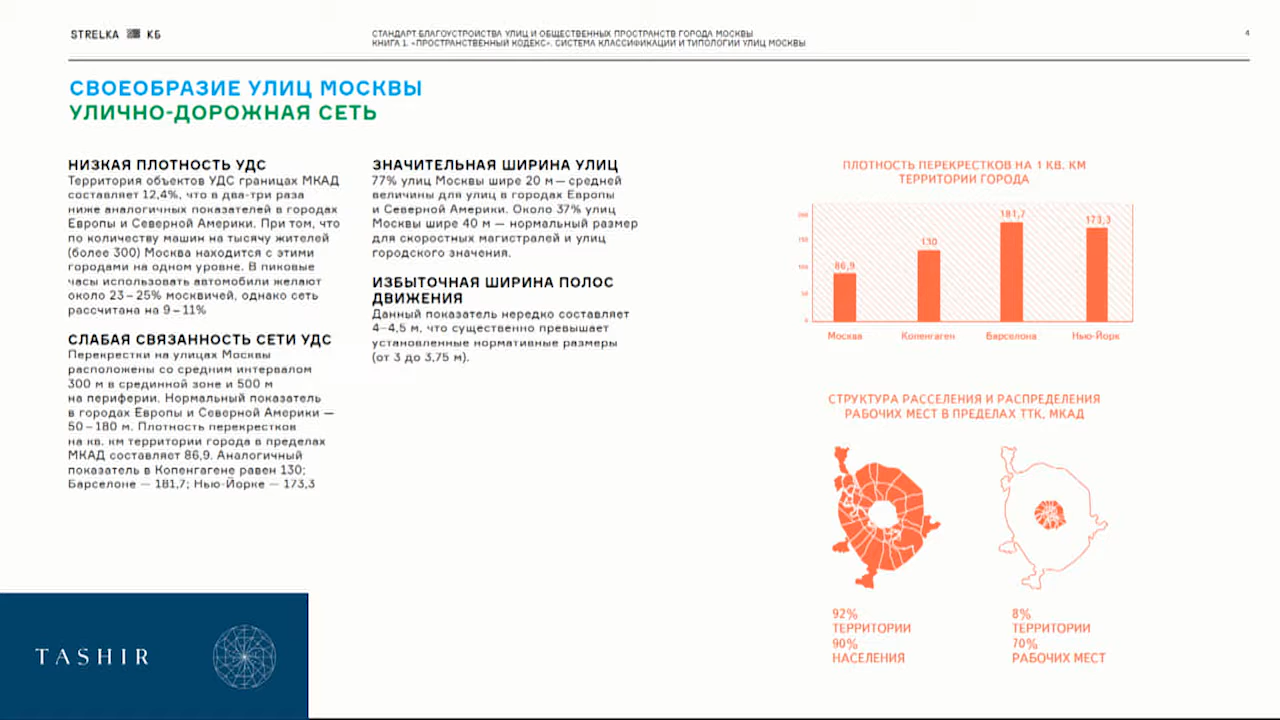 STRELKA КБ
СТАНДАРТ БЛАГОУСТРОЙСТВА УЛИЦ И ОБЩЕСТВЕННЫХ ПРОСТРАНСТВ ГОРОДА МОСКВЫ
КНИГА 1. «ПРОСТРАНСТВЕННЫЙ КОДЕКС». СИСТЕМА КЛАССИФИКАЦИИ И ТИПОЛОГИИ УЛИЦ МОСКВЫ
4
СВОЕОБРАЗИЕ УЛИЦ МОСКВЫ
УЛИЧНО-ДОРОЖНАЯ СЕТЬ
НИЗКАЯ ПЛОТНОСТЬ УДС
Территория объектов УДС границах МКАД
составляет 12,4%, что в два-три раза
ниже аналогичных показателей в городах
Европы и Северной Америки. При том, что
по количеству машин на тысячу жителей
(более 300) Москва находится с этими
городами на одном уровне. В пиковые
часы использовать автомобили желают
около 23–25% москвичей, однако сеть
рассчитана на 9–11%
СЛАБАЯ СВЯЗАННОСТЬ СЕТИ УДС
Перекрестки на улицах Москвы
расположены со средним интервалом
300 м в срединной зоне и 500 м
на периферии. Нормальный показатель
в городах Европы и Северной Америки —
50–180 м. Плотность перекрестков
на кв. км территории города в пределах
МКАД составляет 86,9. Аналогичный
показатель в Копенгагене равен 130;
Барселоне — 181,7; Нью-Йорке — 173,3
ЗНАЧИТЕЛЬНАЯ ШИРИНА УЛИЦ
77% улиц Москвы шире 20 м — средней
величины для улиц в городах Европы
и Северной Америки. Около 37% улиц
Москвы шире 40 м — нормальный размер
для скоростных магистралей и улиц
городского значения.
ИЗБЫТОЧНАЯ ШИРИНА ПОЛОС
ДВИЖЕНИЯ
Данный показатель нередко составляет
4–4,5 м, что существенно превышает
установленные нормативные размеры
(от 3 до 3,75 м).
ПЛОТНОСТЬ ПЕРЕКРЕСТКОВ НА 1 КВ. КМ
ТЕРРИТОРИИ ГОРОДА
200
150
100
50
0
86,9
130
181,7
173,3
Москва Копенгаген Барселона Нью-Йорк
СТРУКТУРА РАССЕЛЕНИЯ И РАСПРЕДЕЛЕНИЯ
РАБОЧИХ МЕСТ В ПРЕДЕЛАХ ТТК, МКАД
92%
ТЕРРИТОРИИ
90%
НАСЕЛЕНИЯ
8%
ТЕРРИТОРИИ
70%
РАБОЧИХ МЕСТ
TASHIR